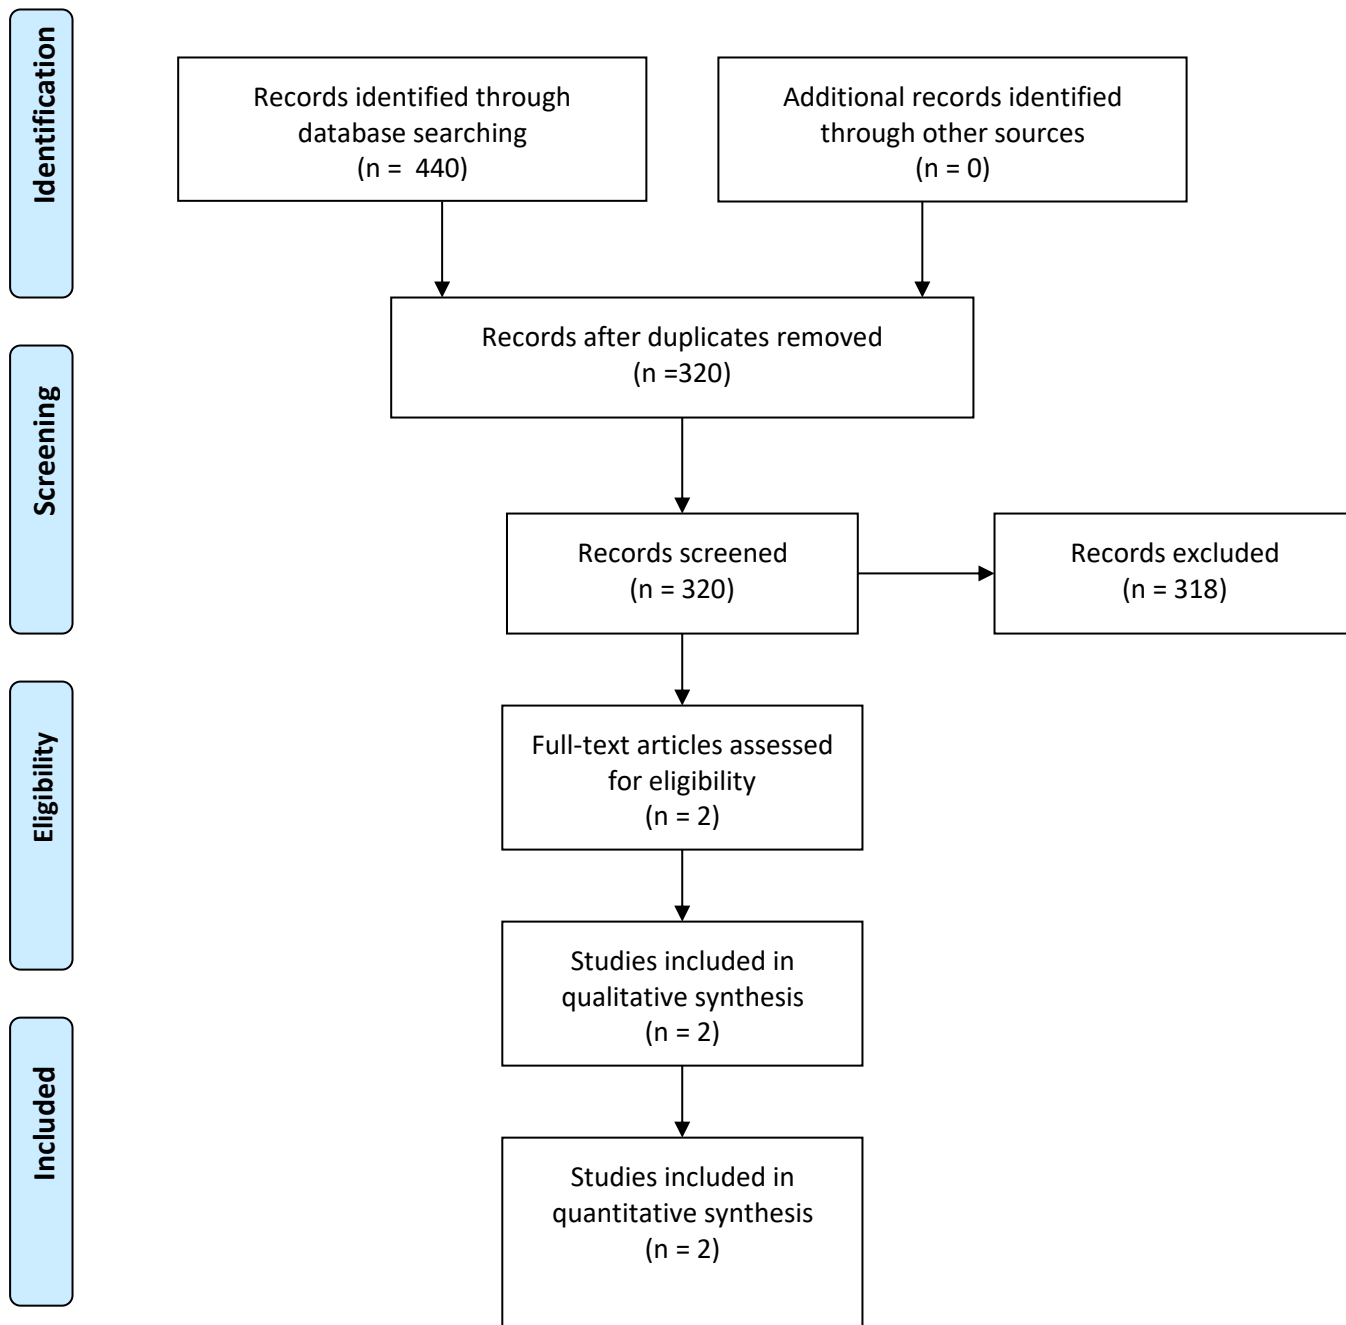 Identification
Records identified through
database searching
(n =  440)
Additional records identified
through other sources
(n = 0)
Records after duplicates removed
(n =320)
Screening
Records screened
(n = 320)
Records excluded
(n = 318)
Eligibility
Full-text articles assessed
for eligibility
(n = 2)
Studies included in
qualitative synthesis
(n = 2)
Included
Studies included in
quantitative synthesis
(n = 2)